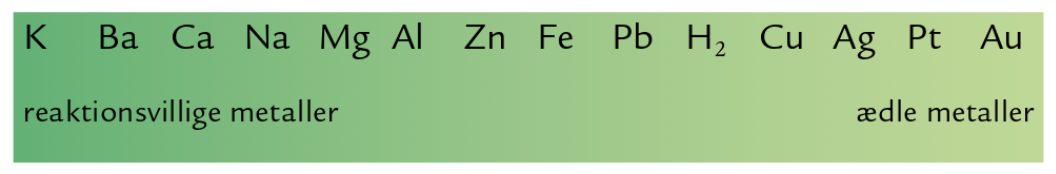 K Ba Ca Na Mg Al Zn Fe Pb H₂ Cu Ag Pt Au
reaktionsvillige metaller ædle metaller